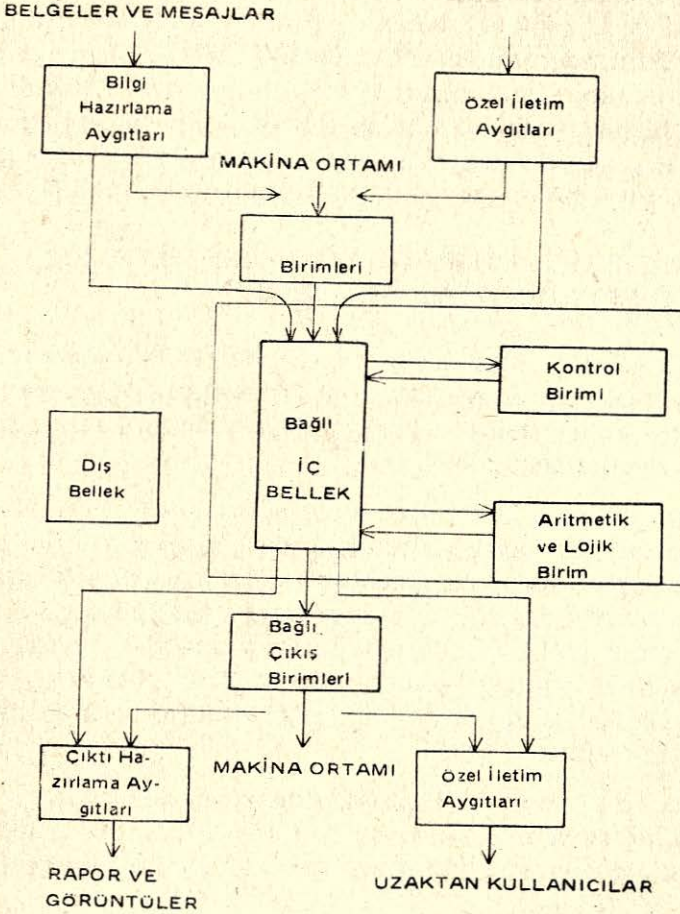 BELGELER VE MESAJLAR
Bilgi
Hazırlama
Aygıtları
Özel İletim
Aygıtları
MAKİNA ORTAMI
Birimleri
Kontrol
Birimi
Bağlı
İÇ
BELLEK
Dış
Bellek
Aritmetik
ve Lojik
Birim
Bağlı
Çıkış
Birimleri
Çıktı Ha-
zırlama Ay-
gıtları
MAKİNA ORTAMI
Özel İletim
Aygıtları
RAPOR VE
GÖRÜNTÜLER
UZAKTAN KULLANICILAR